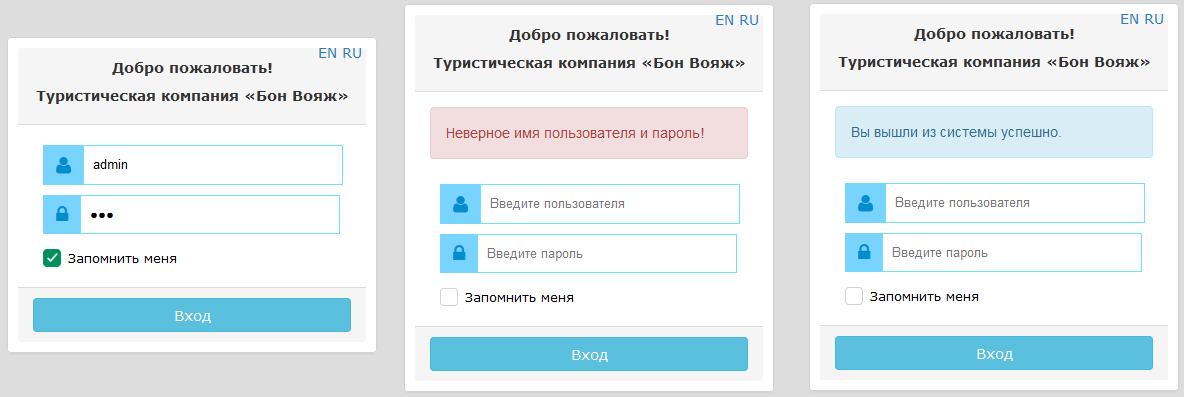 EN RU
Добро пожаловать!
Туристическая компания «Бон Вояж»
admin
●●●
Запомнить меня
Вход
EN RU
Добро пожаловать!
Туристическая компания «Бон Вояж»
Неверное имя пользователя и пароль!
Введите пользователя
Введите пароль
Запомнить меня
Вход
EN RU
Добро пожаловать!
Туристическая компания «Бон Вояж»
Вы вышли из системы успешно.
Введите пользователя
Введите пароль
Запомнить меня
Вход